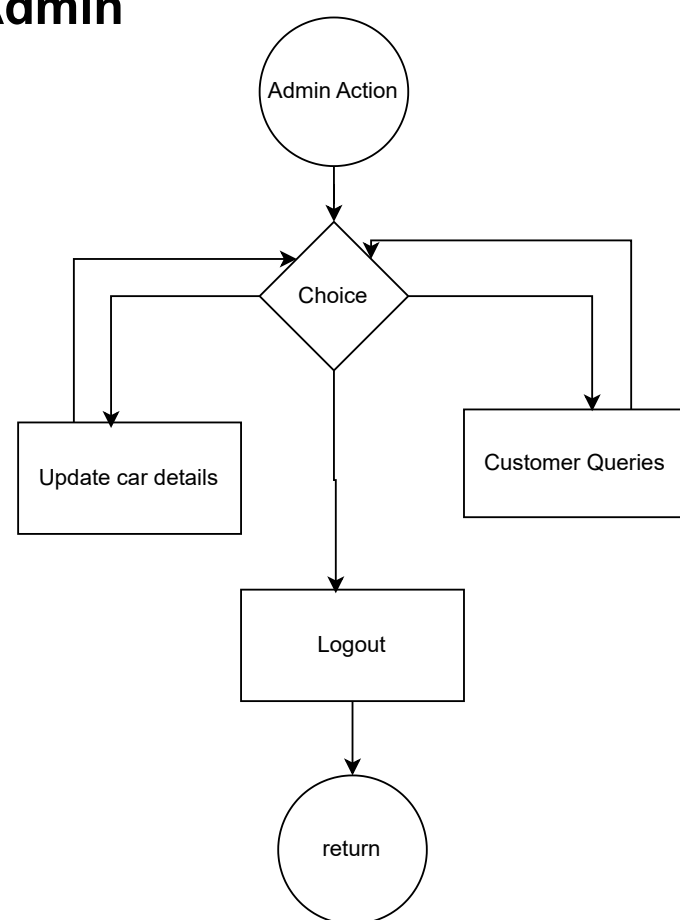 Admin
Admin Action
Choice
Update car details
Customer Queries
Logout
return